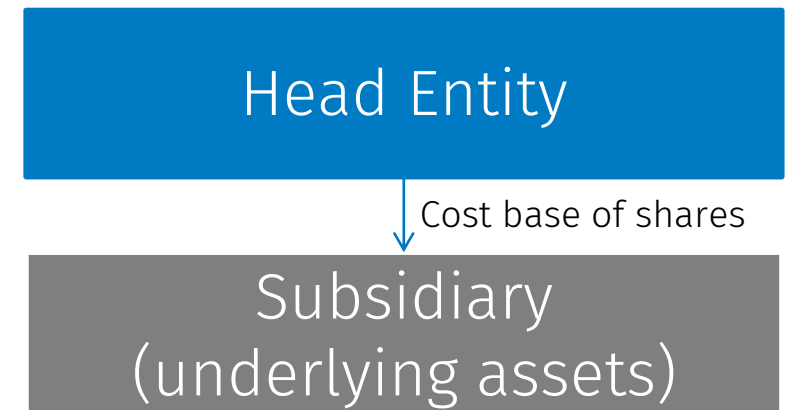 Head Entity
Cost base of shares
Subsidiary
(underlying assets)